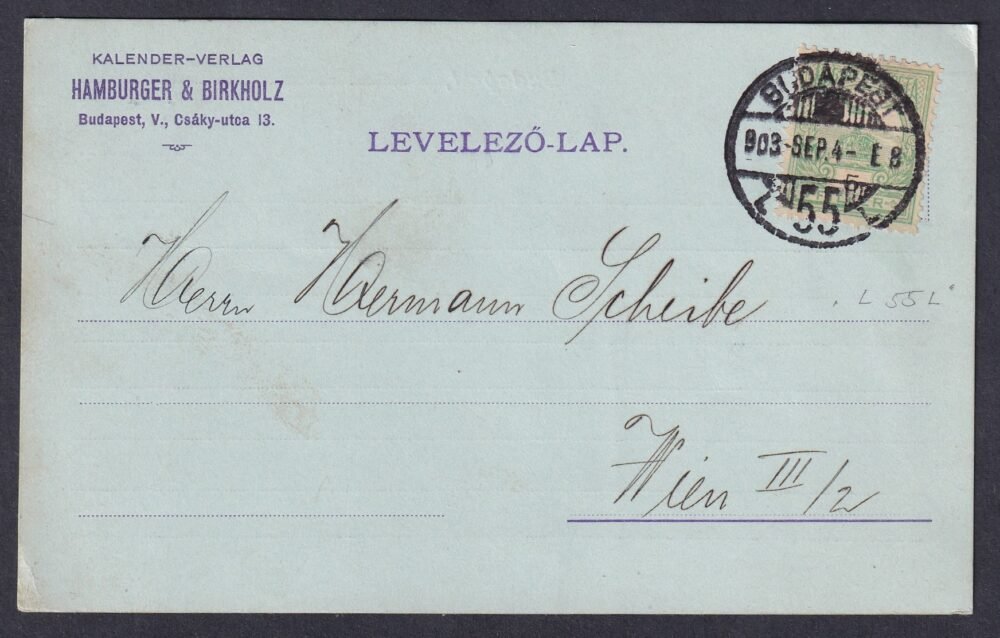 KALENDER-VERLAG
HAMBURGER & BIRKHOLZ
Budapest, V., Csáky-utca 13.
LEVELEZŐ-LAP.
BUDAPEST
903-SEP.4- E 8
L 55 L
5
Herrn Hermann Scheibe
"L 55 L"
Wien III/2